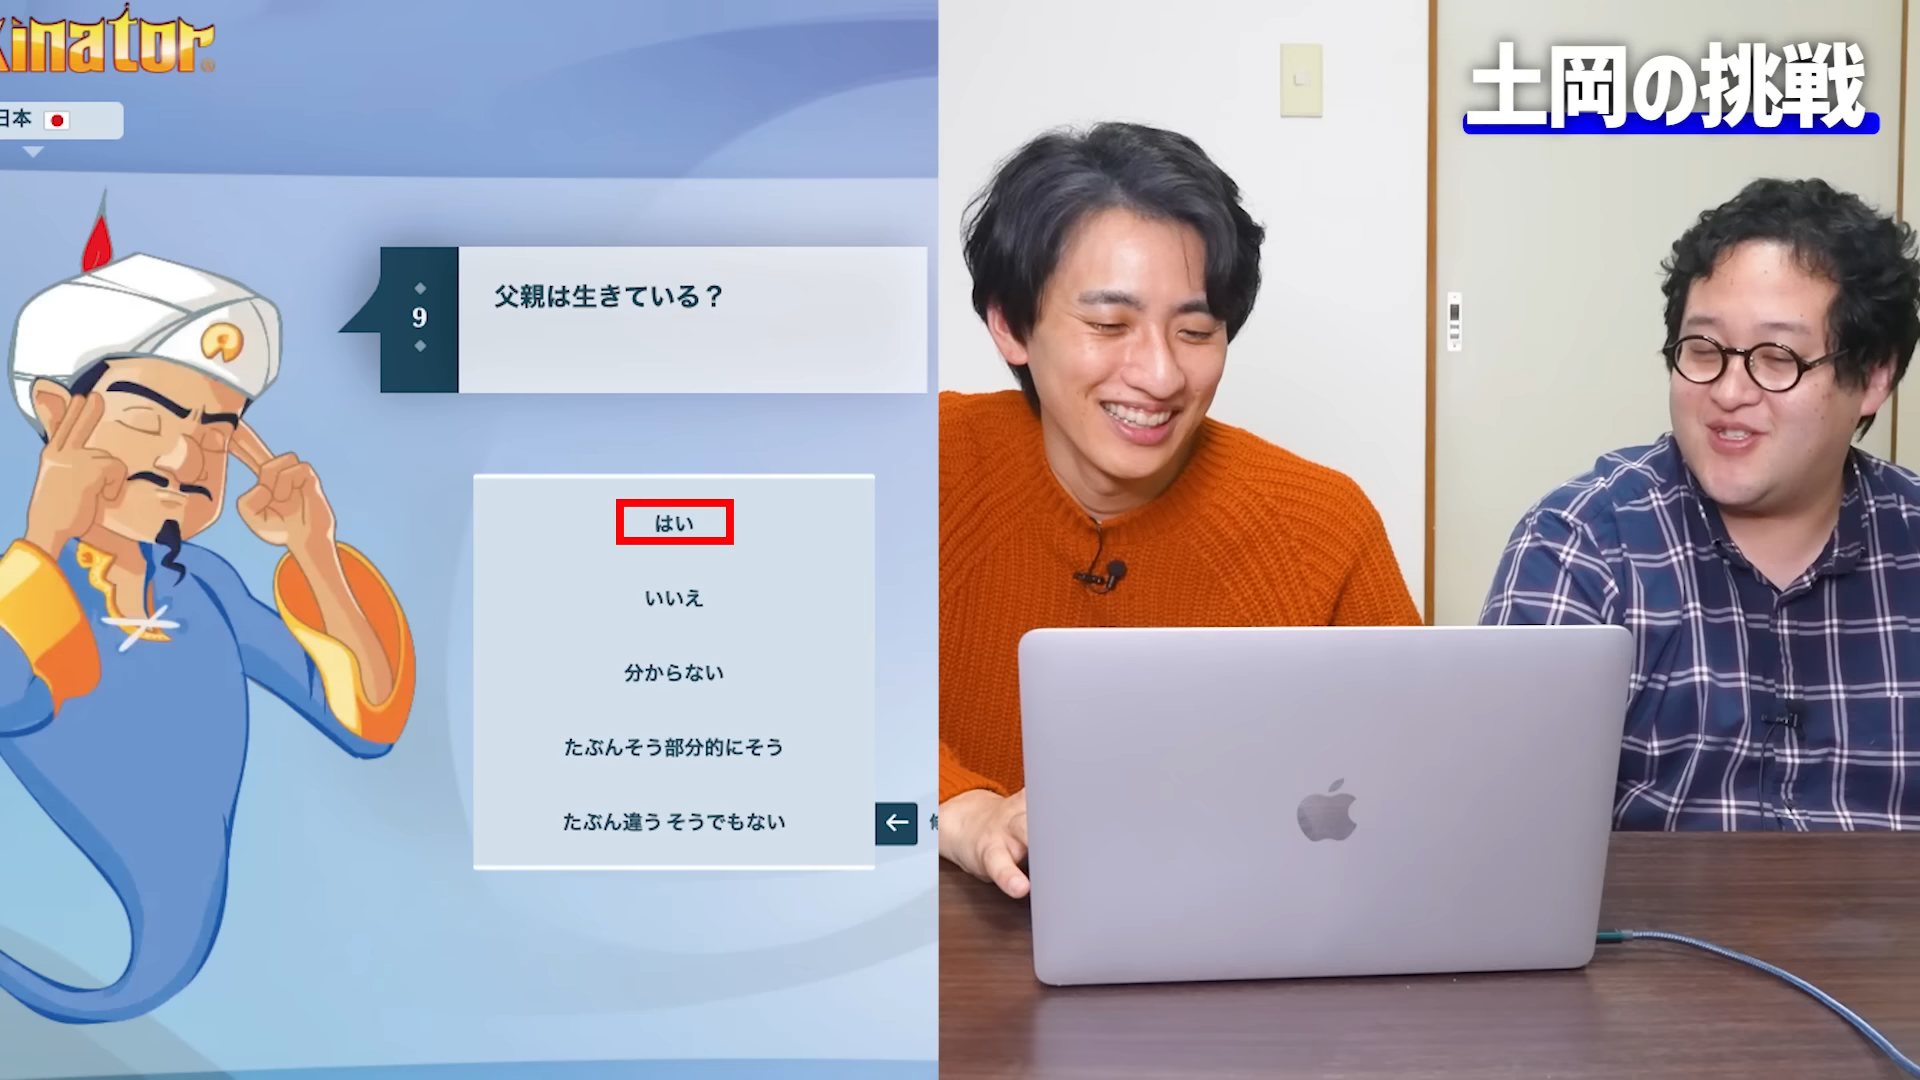 kinator
日本
土岡の挑戦
9
父親は生きている？
はい
いいえ
分からない
たぶんそう部分的にそう
たぶん違う そうでもない